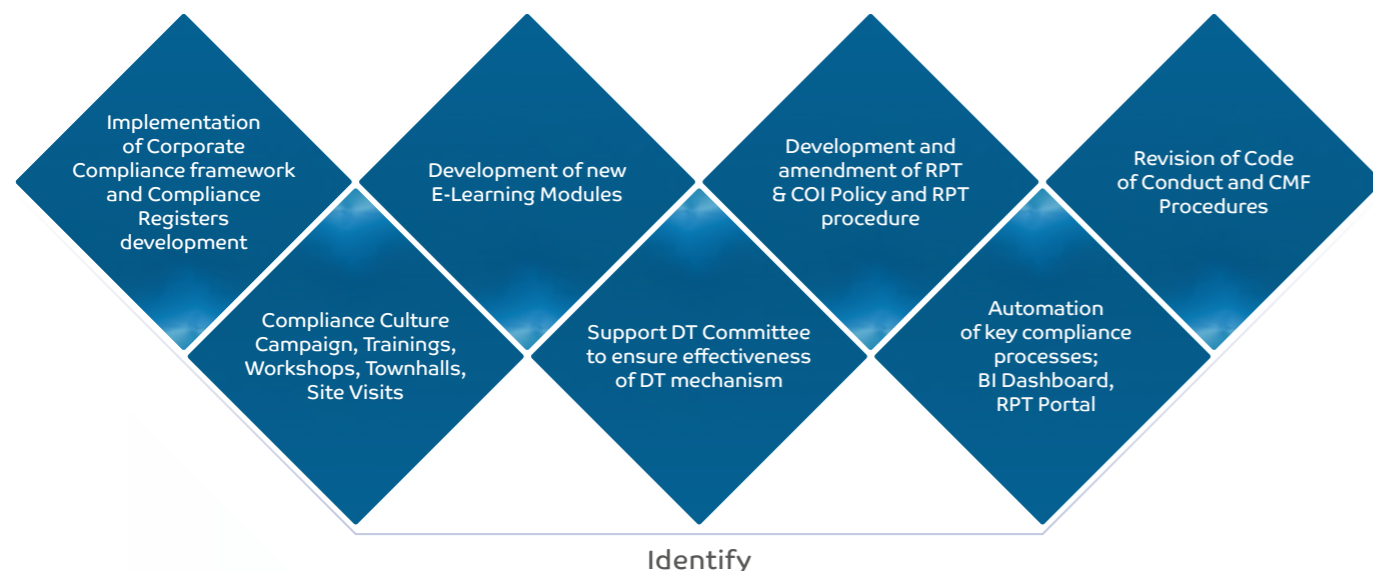 Implementation
of Corporate
Compliance framework
and Compliance
Registers
development
Compliance Culture
Campaign, Trainings,
Workshops, Townhalls,
Site Visits
Development of new
E-Learning Modules
Support DT Committee
to ensure effectiveness
of DT mechanism
Development and
amendment of RPT
& COI Policy and RPT
procedure
Automation
of key compliance
processes;
BI Dashboard,
RPT Portal
Revision of Code
of Conduct and CMF
Procedures
Identify